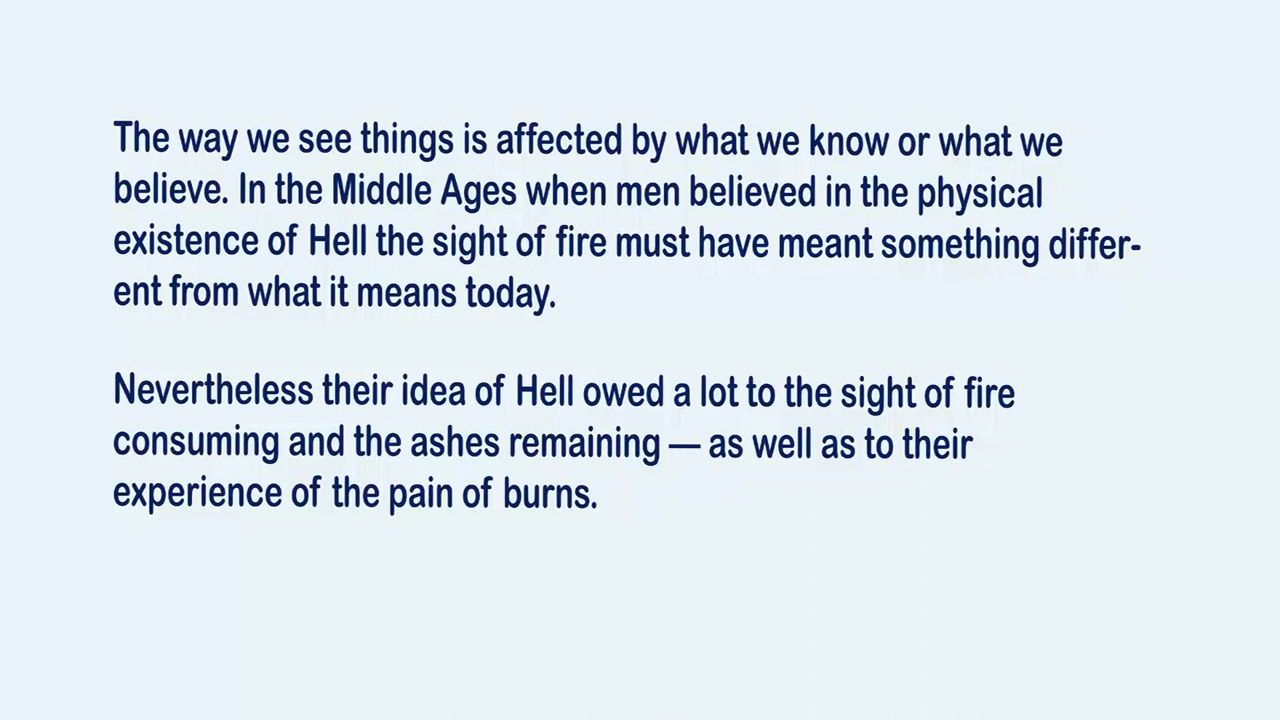 The way we see things is affected by what we know or what we
believe. In the Middle Ages when men believed in the physical
existence of Hell the sight of fire must have meant something differ-
ent from what it means today.
Nevertheless their idea of Hell owed a lot to the sight of fire
consuming and the ashes remaining — as well as to their
experience of the pain of burns.